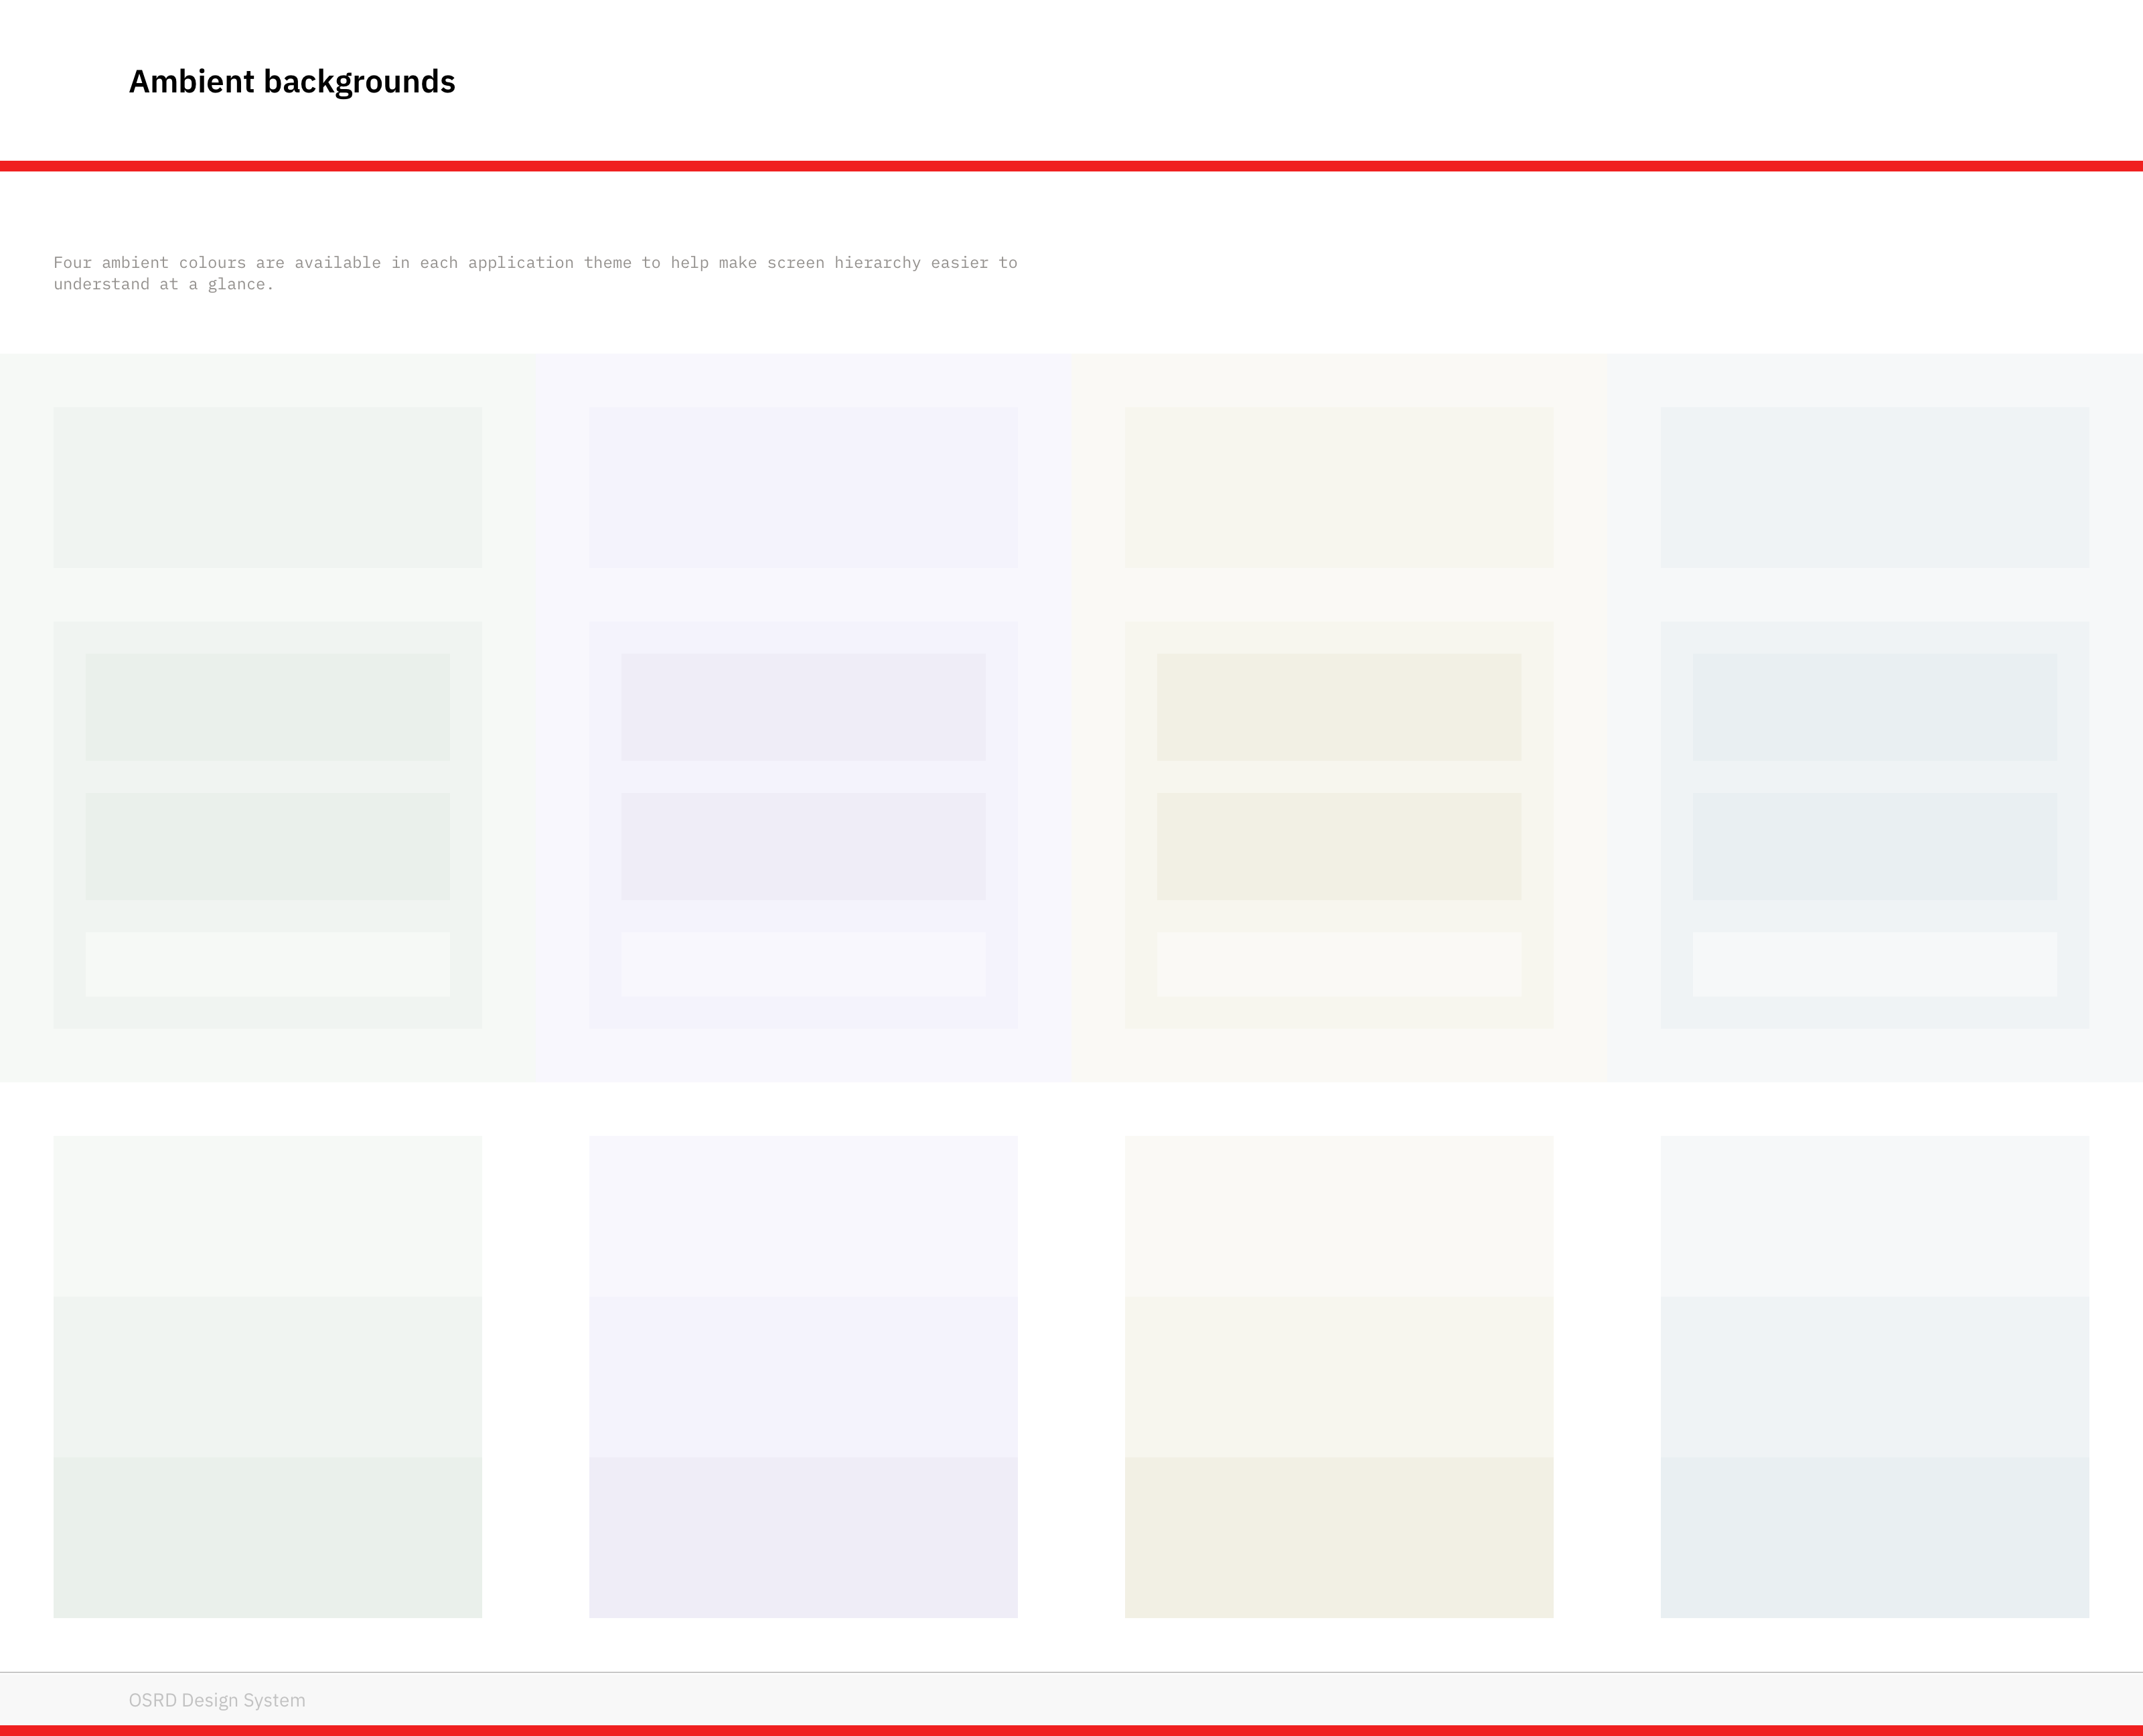 Ambient backgrounds
Four ambient colours are available in each application theme to help make screen hierarchy easier to
understand at a glance.
OSRD Design System